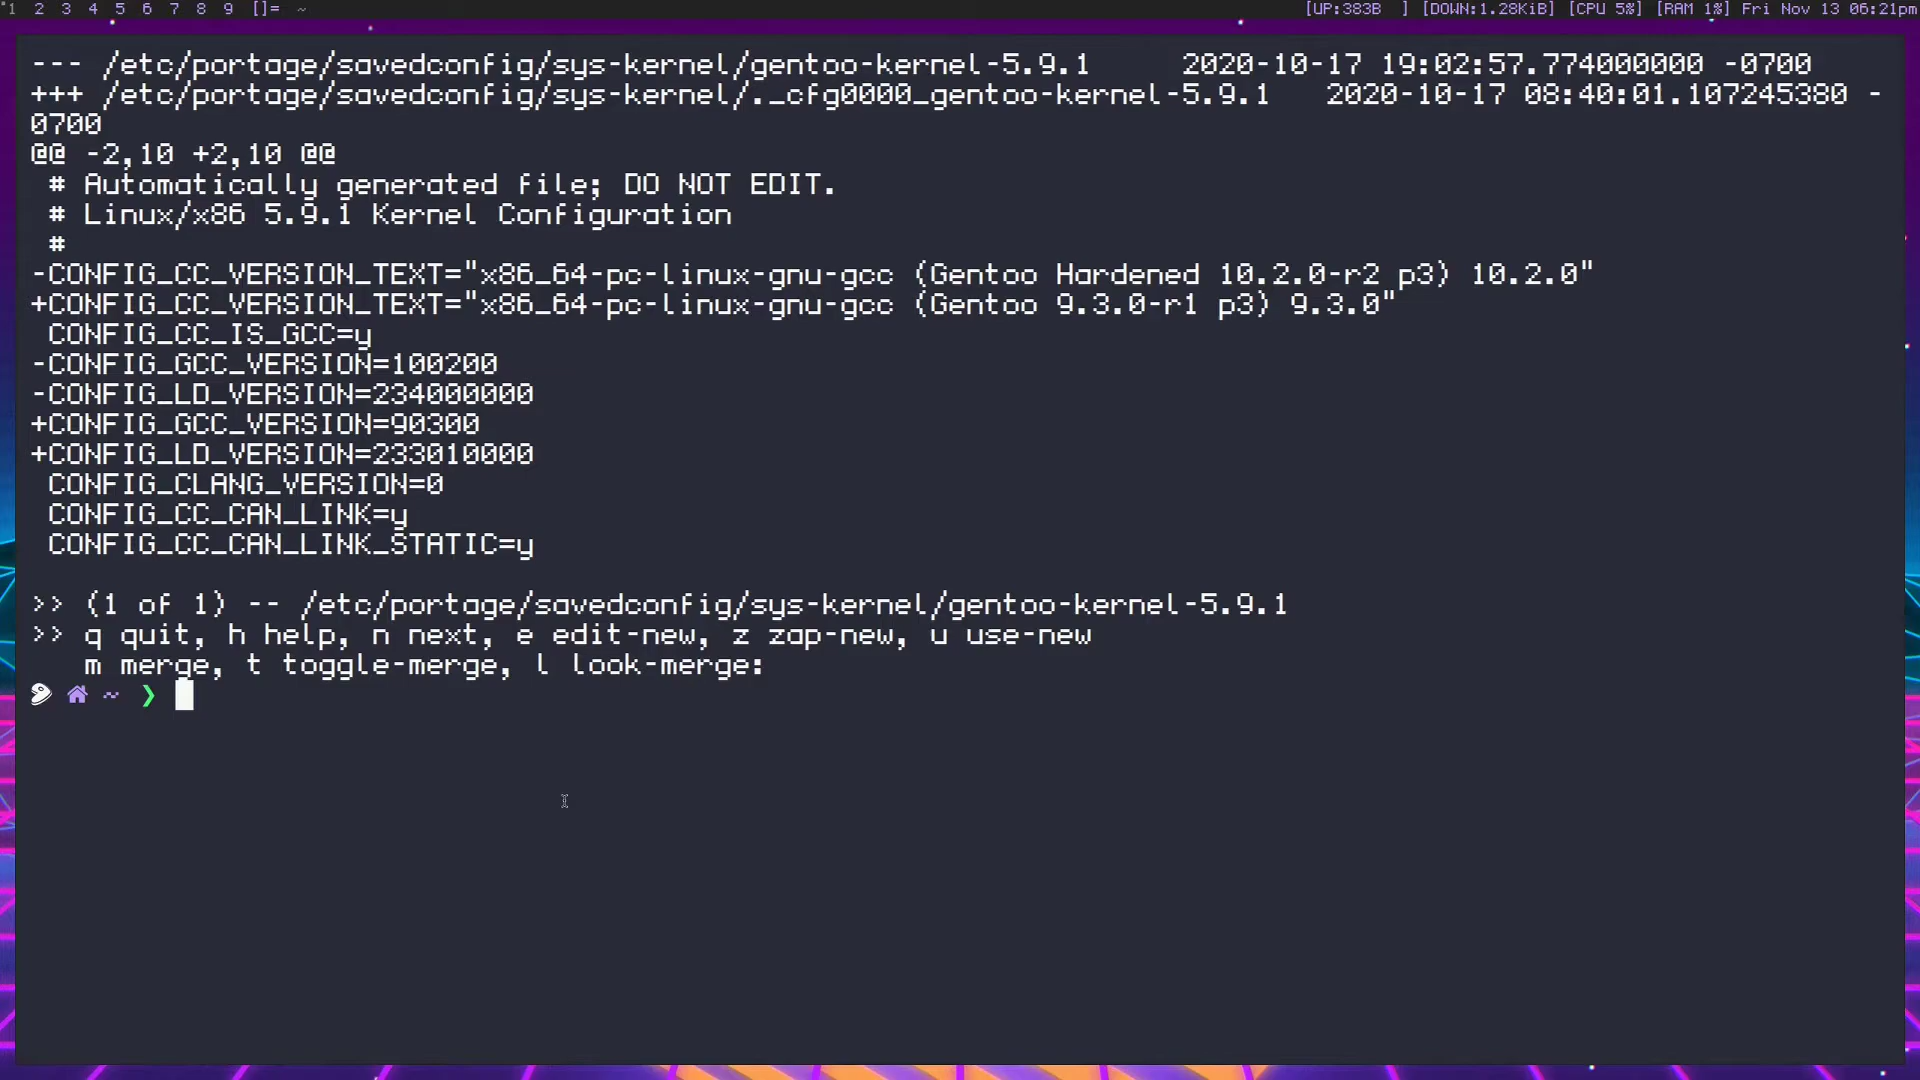 1 2 3 4 5 6 7 8 9 []= ~ [UP:383B ] [DOWN:1.28KiB] [CPU 5%] [RAM 1%] Fri Nov 13 06:21pm
--- /etc/portage/savedconfig/sys-kernel/gentoo-kernel-5.9.1 2020-10-17 19:02:57.774000000 -0700
+++ /etc/portage/savedconfig/sys-kernel/._cfg0000_gentoo-kernel-5.9.1 2020-10-17 08:40:01.107245380 -
0700
@@ -2,10 +2,10 @@
 # Automatically generated file; DO NOT EDIT.
 # Linux/x86 5.9.1 Kernel Configuration
 #
-CONFIG_CC_VERSION_TEXT="x86_64-pc-linux-gnu-gcc (Gentoo Hardened 10.2.0-r2 p3) 10.2.0"
+CONFIG_CC_VERSION_TEXT="x86_64-pc-linux-gnu-gcc (Gentoo 9.3.0-r1 p3) 9.3.0"
 CONFIG_CC_IS_GCC=y
-CONFIG_GCC_VERSION=100200
-CONFIG_LD_VERSION=234000000
+CONFIG_GCC_VERSION=90300
+CONFIG_LD_VERSION=233010000
 CONFIG_CLANG_VERSION=0
 CONFIG_CC_CAN_LINK=y
 CONFIG_CC_CAN_LINK_STATIC=y
>> (1 of 1) -- /etc/portage/savedconfig/sys-kernel/gentoo-kernel-5.9.1
>> q quit, h help, n next, e edit-new, z zap-new, u use-new
   m merge, t toggle-merge, l look-merge:
~ ❯